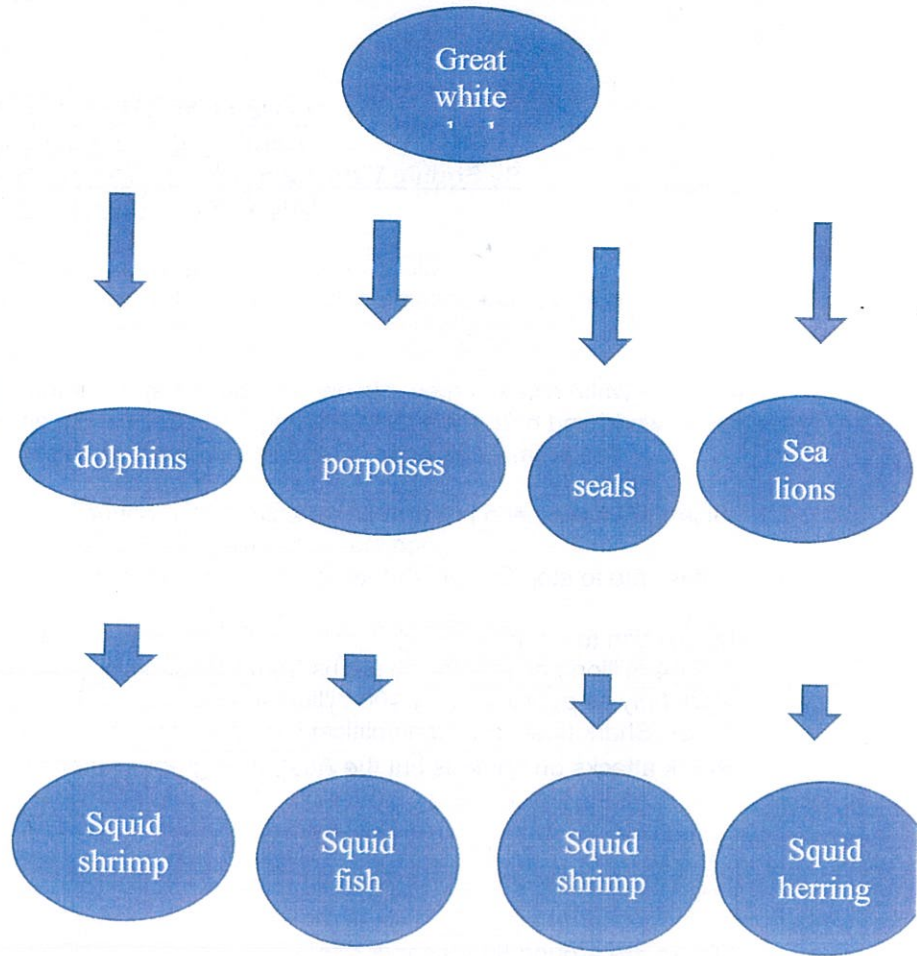 Great
white
dolphins
porpoises
seals
Sea
lions
Squid
shrimp
Squid
fish
Squid
shrimp
Squid
herring